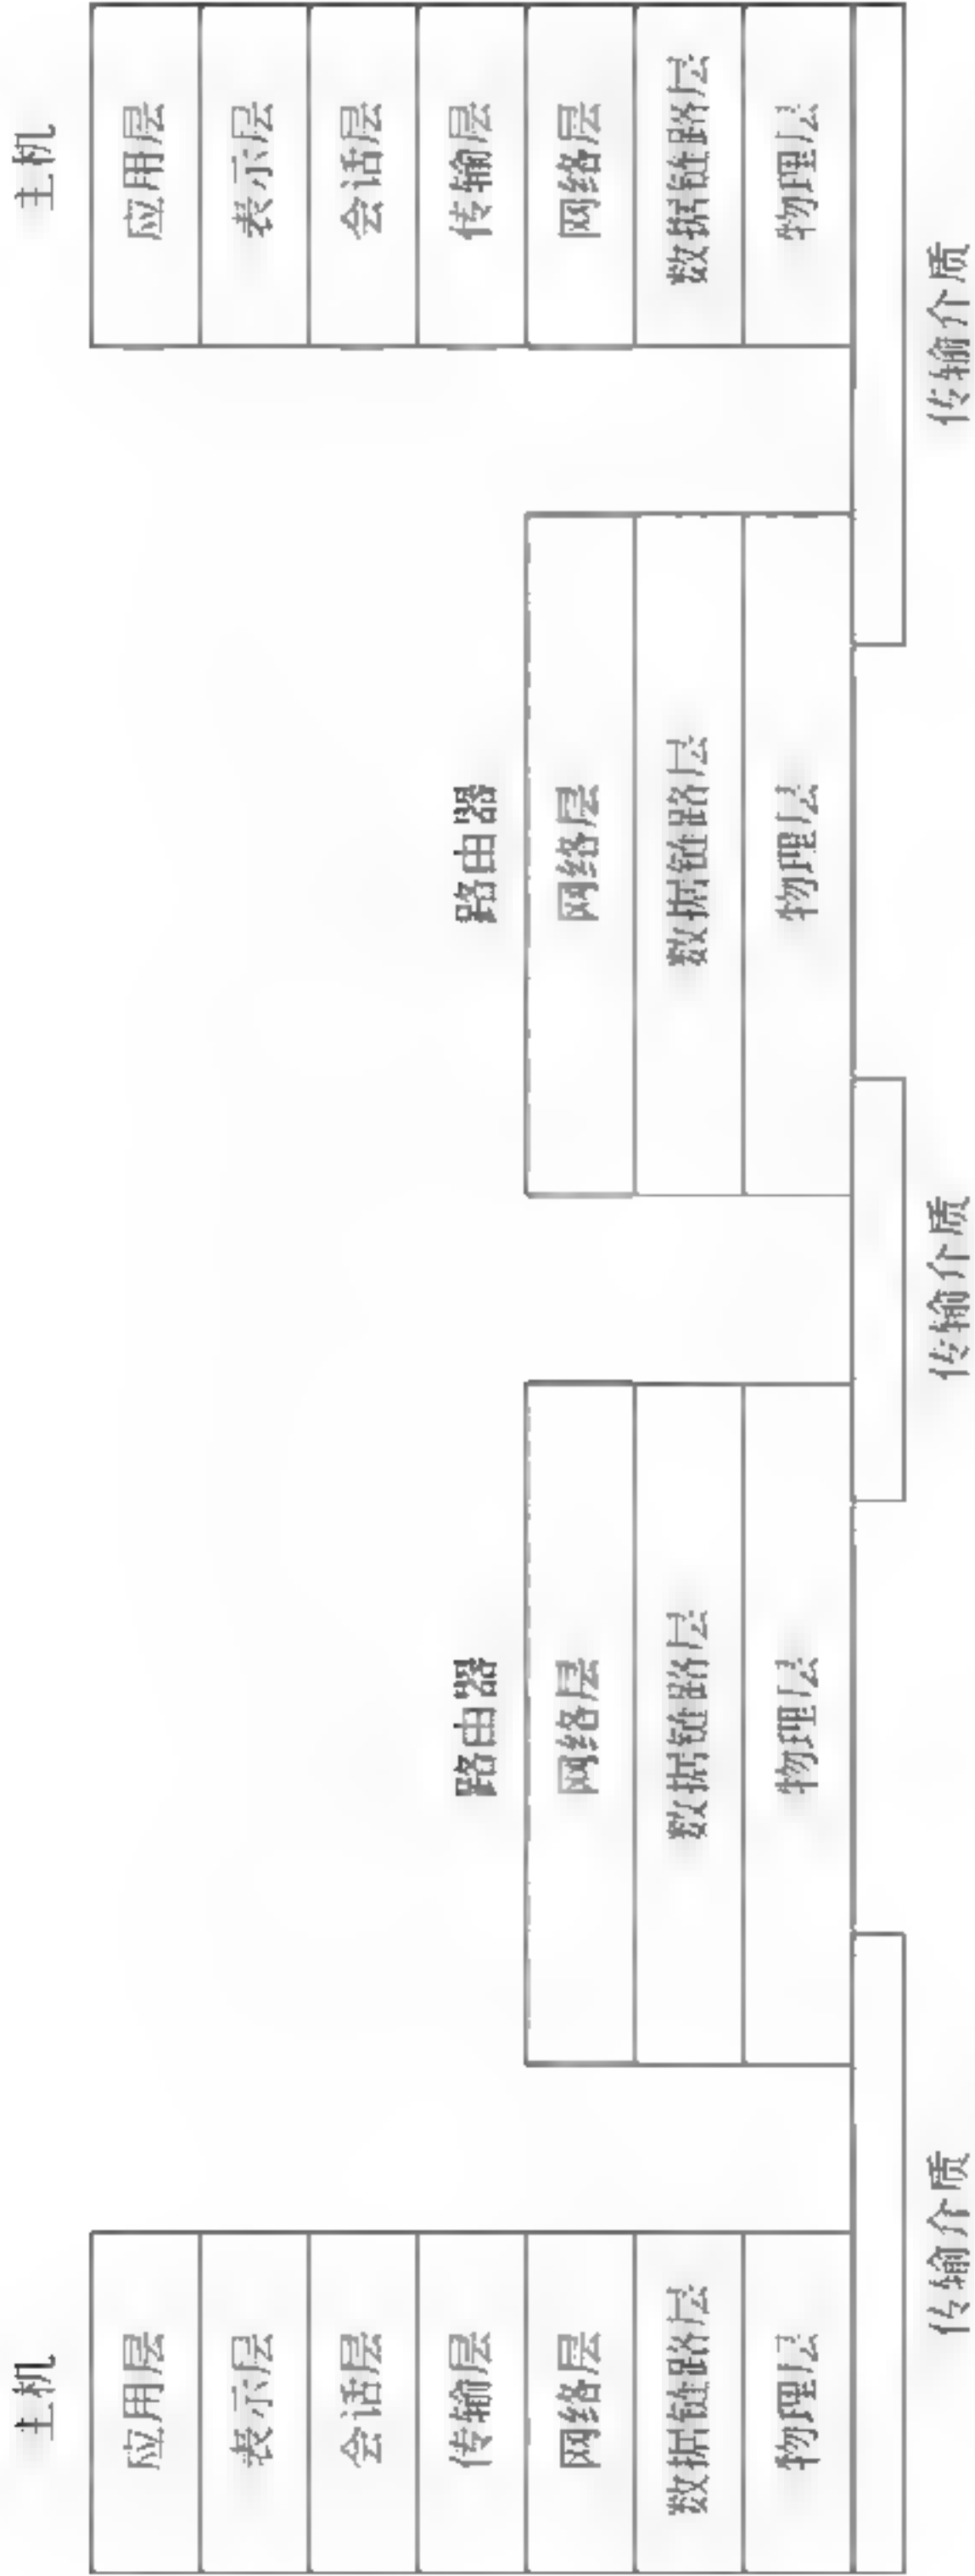 主机
应用层
表示层
会话层
传输层
网络层
数据链路层
物理层
路由器
网络层
数据链路层
物理层
路由器
网络层
数据链路层
物理层
主机
应用层
表示层
会话层
传输层
网络层
数据链路层
物理层
传输介质
传输介质
传输介质